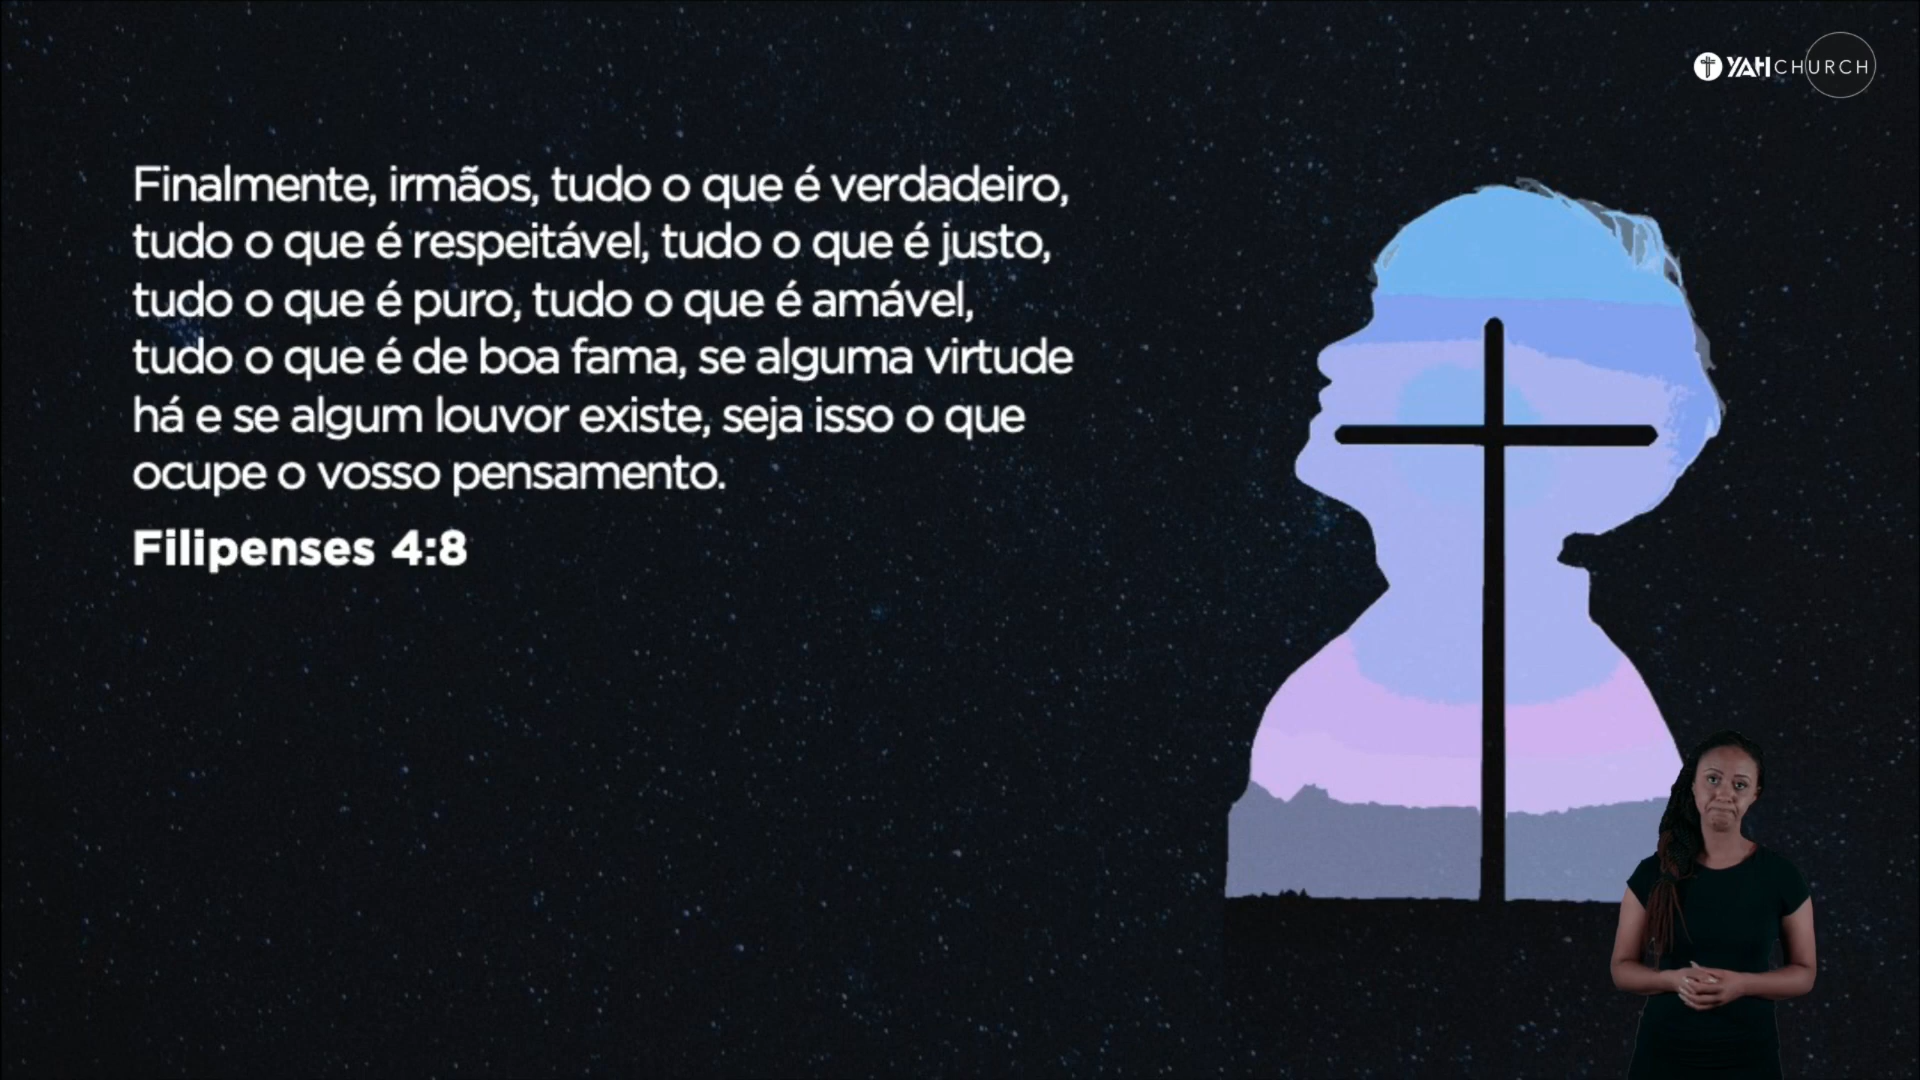 YAH CHURCH
Finalmente, irmãos, tudo o que é verdadeiro,
tudo o que é respeitável, tudo o que é justo,
tudo o que é puro, tudo o que é amável,
tudo o que é de boa fama, se alguma virtude
há e se algum louvor existe, seja isso o que
ocupe o vosso pensamento.
Filipenses 4:8